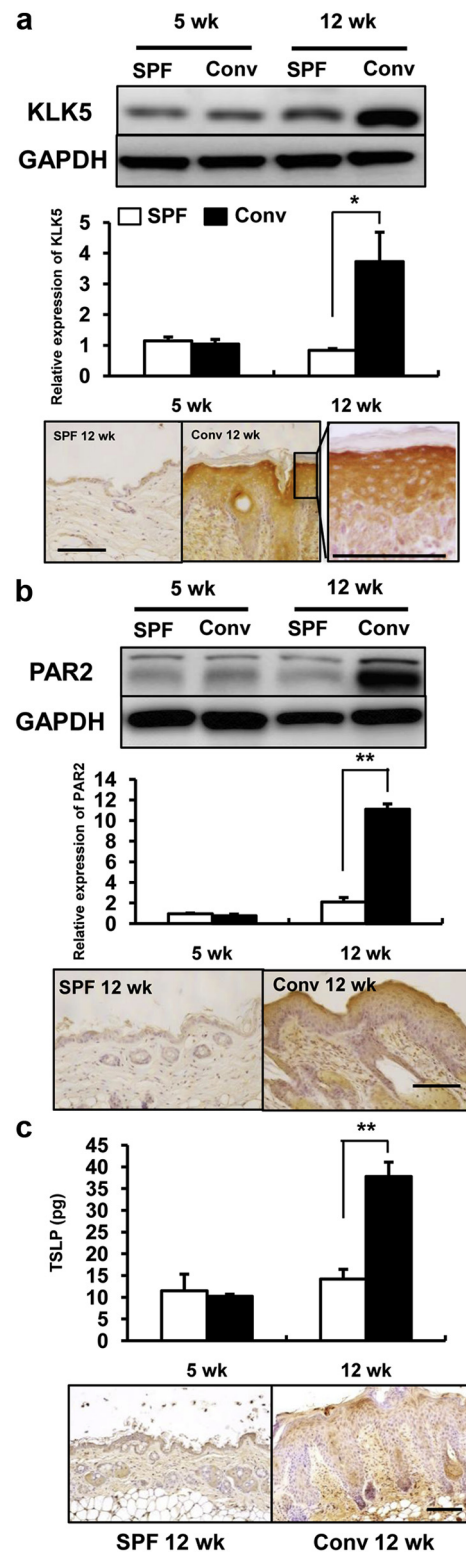 a
5 wk 12 wk
SPF Conv SPF Conv
KLK5
GAPDH
SPF Conv
*
Relative expression of KLK5
5
4
3
2
1
0
5 wk 12 wk
SPF 12 wk Conv 12 wk
b
5 wk 12 wk
SPF Conv SPF Conv
PAR2
GAPDH
**
Relative expression of PAR2
14
12
10
8
6
4
2
0
5 wk 12 wk
SPF 12 wk Conv 12 wk
c
**
TSLP (pg)
45
40
35
30
25
20
15
10
5
0
5 wk 12 wk
SPF 12 wk Conv 12 wk